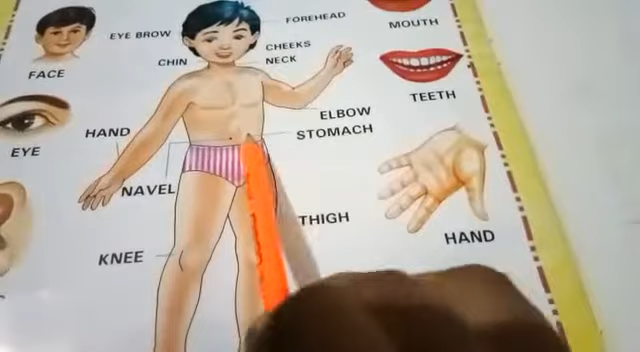 FOREHEAD
MOUTH
EYE BROW
CHEEKS
CHIN
NECK
FACE
TEETH
ELBOW
HAND
STOMACH
EYE
NAVEL
THIGH
HAND
KNEE